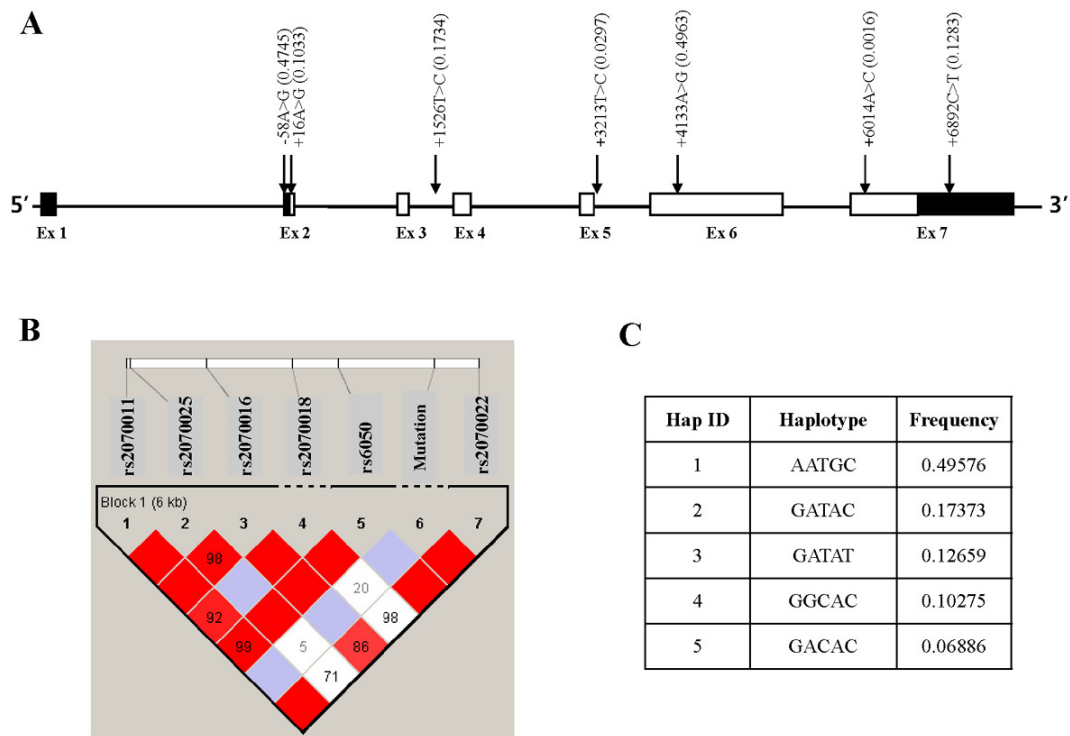 A
-58A>G (0.4745)
+16A>G (0.1033)
+1526T>C (0.1734)
+3213T>C (0.0297)
+4133A>G (0.4963)
+6014A>C (0.0016)
+6892C>T (0.1283)
5′ 3′
Ex 1 Ex 2 Ex 3 Ex 4 Ex 5 Ex 6 Ex 7
B
rs2070011
rs2070025
rs2070016
rs2070018
rs6050
Mutation
rs2070022
Block 1 (6 kb)
1 2 3 4 5 6 7
98
20
92 98
99 5 86
71
C
Hap ID Haplotype Frequency
1 AATGC 0.49576
2 GATAC 0.17373
3 GATAT 0.12659
4 GGCAC 0.10275
5 GACAC 0.06886